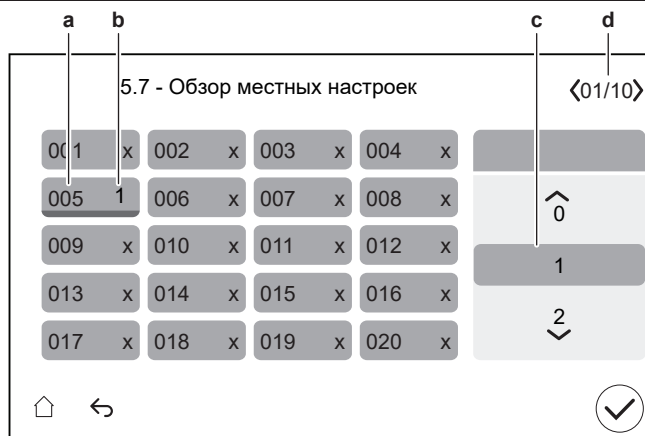 a b c d
5.7 - Обзор местных настроек 01/10
001 x 002 x 003 x 004 x
005 1 006 x 007 x 008 x 0
009 x 010 x 011 x 012 x 1
013 x 014 x 015 x 016 x 2
017 x 018 x 019 x 020 x